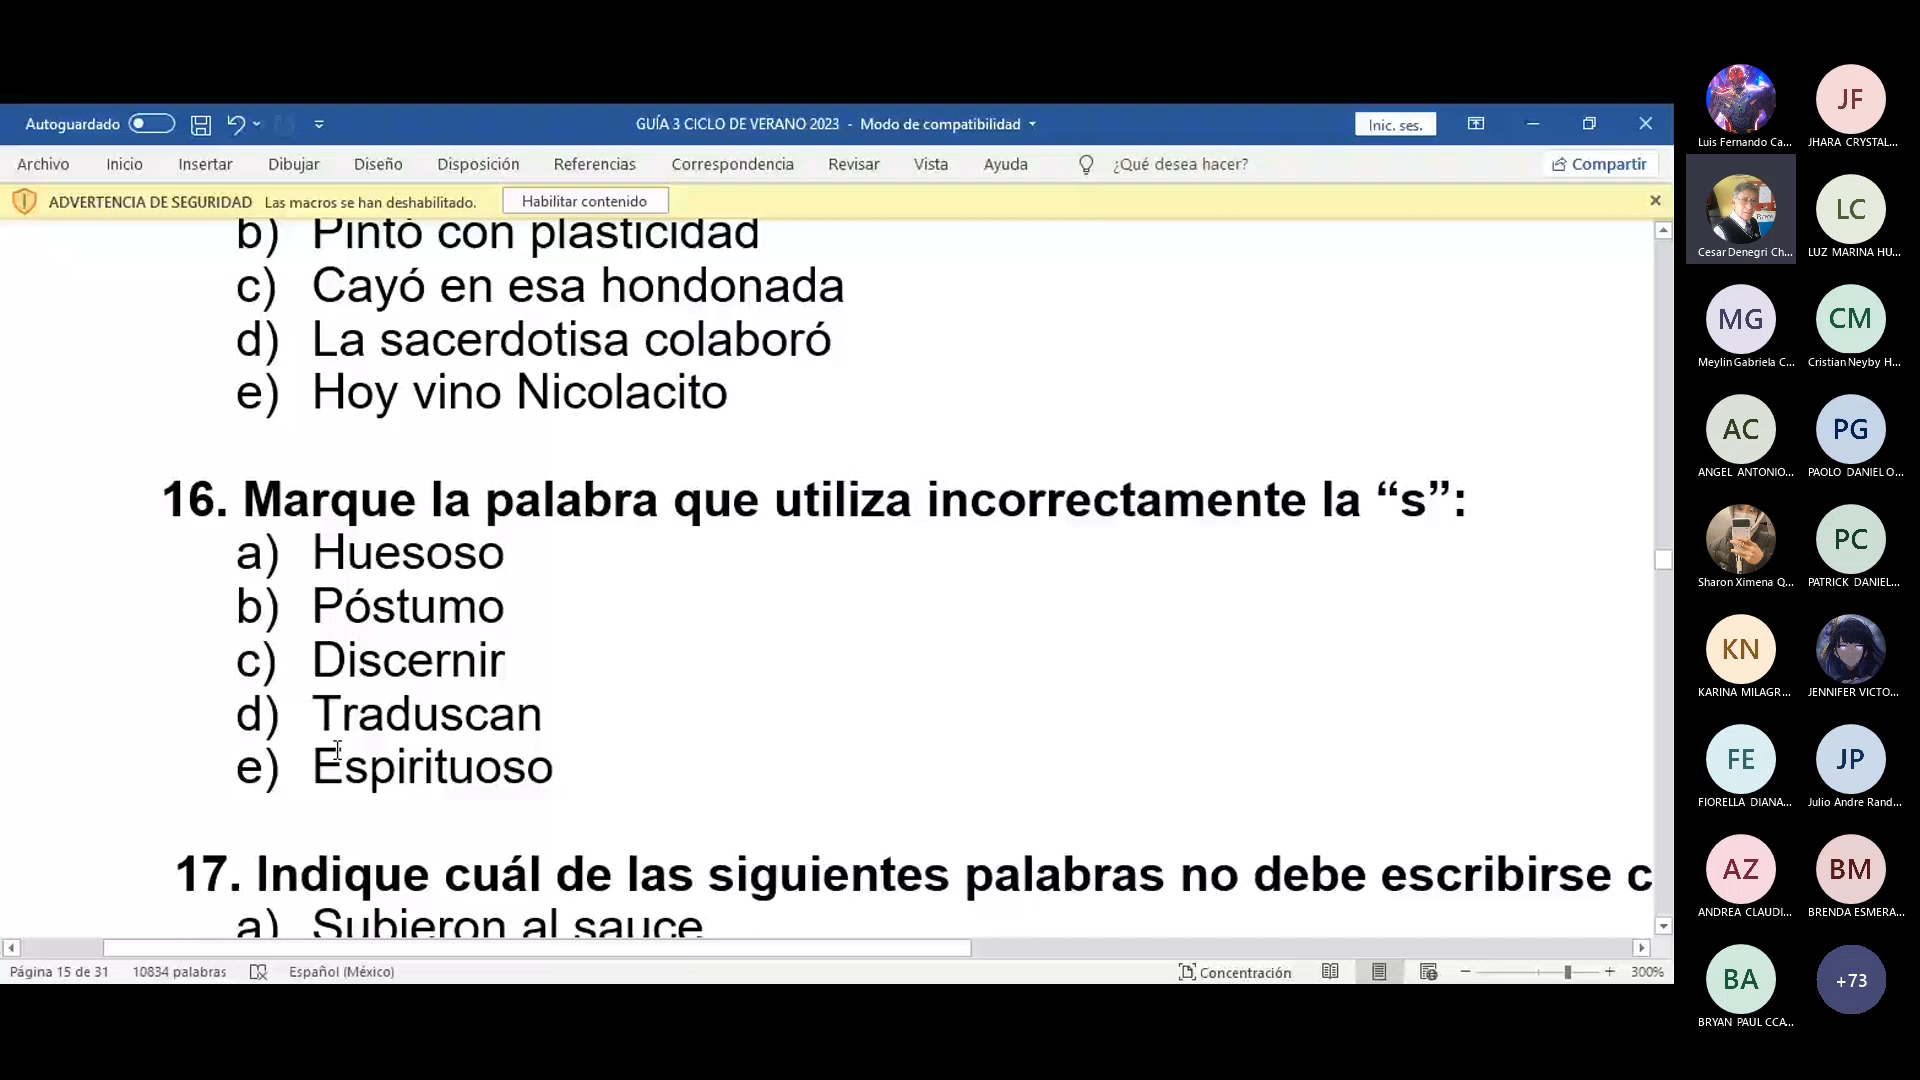 Autoguardado
GUÍA 3 CICLO DE VERANO 2023 - Modo de compatibilidad
Inic. ses.
Archivo Inicio Insertar Dibujar Diseño Disposición Referencias Correspondencia Revisar Vista Ayuda ¿Qué desea hacer? Compartir
ADVERTENCIA DE SEGURIDAD Las macros se han deshabilitado. Habilitar contenido
b) Pintó con plasticidad
c) Cayó en esa hondonada
d) La sacerdotisa colaboró
e) Hoy vino Nicolacito
16. Marque la palabra que utiliza incorrectamente la “s”:
a) Huesoso
b) Póstumo
c) Discernir
d) Traduscan
e) Espirituoso
17. Indique cuál de las siguientes palabras no debe escribirse c
a) Subieron al sauce
Página 15 de 31 10834 palabras Español (México) Concentración 300%
JF
Luis Fernando Ca... JHARA CRYSTAL...
LC
Cesar Denegri Ch... LUZ MARINA HU...
MG CM
Meylin Gabriela C... Cristian Neyby H...
AC PG
ANGEL ANTONIO... PAOLO DANIEL O...
PC
Sharon Ximena Q... PATRICK DANIEL...
KN
KARINA MILAGR... JENNIFER VICTO...
FE JP
FIORELLA DIANA... Julio Andre Rand...
AZ BM
ANDREA CLAUDI... BRENDA ESMERA...
BA +73
BRYAN PAUL CCA...